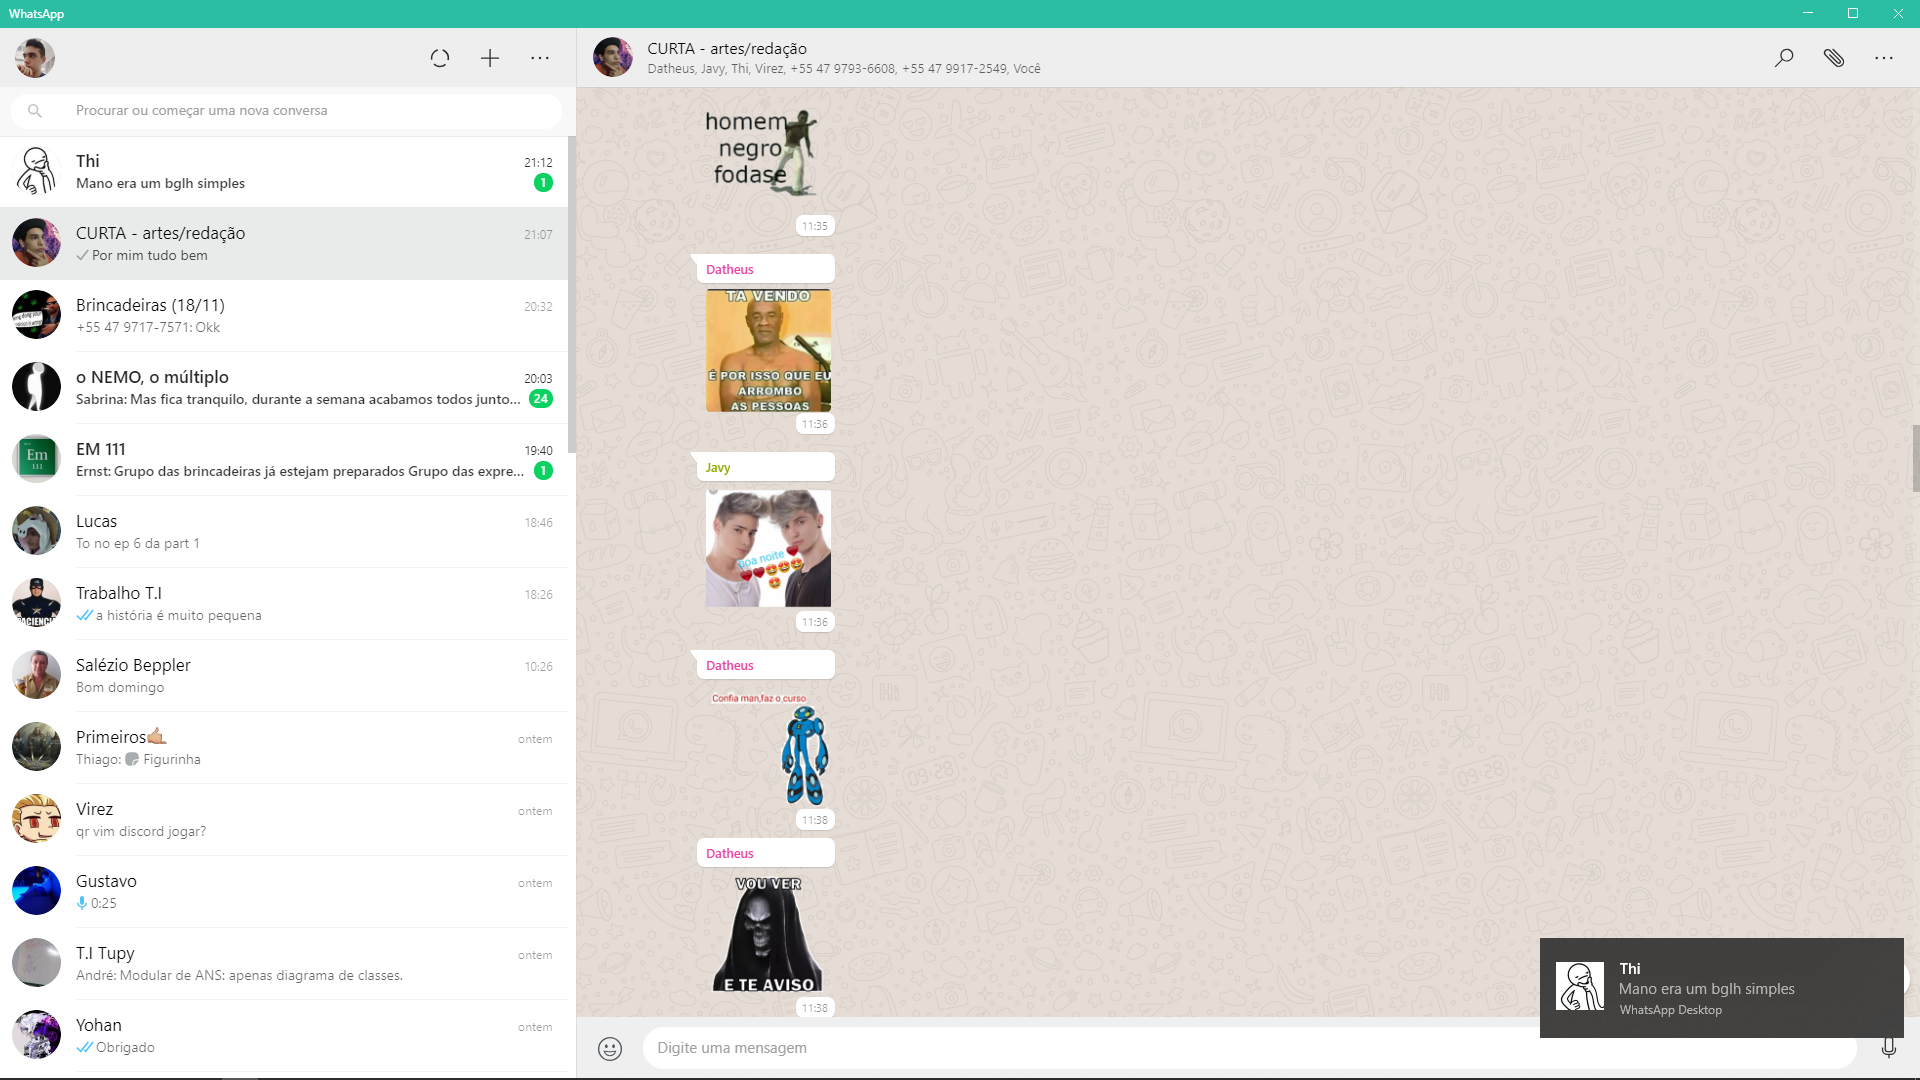 WhatsApp
Procurar ou começar uma nova conversa
Thi
21:12
Mano era um bglh simples
1
CURTA - artes/redação
21:07
Por mim tudo bem
Brincadeiras (18/11)
20:32
+55 47 9717-7571: Okk
o NEMO, o múltiplo
20:03
Sabrina: Mas fica tranquilo, durante a semana acabamos todos junto...
24
Em
111
EM 111
19:40
Ernst: Grupo das brincadeiras já estejam preparados Grupo das expre...
1
Lucas
18:46
To no ep 6 da part 1
Trabalho T.I
18:26
a história é muito pequena
Salézio Beppler
10:26
Bom domingo
Primeiros
ontem
Thiago: Figurinha
Virez
ontem
qr vim discord jogar?
Gustavo
ontem
0:25
T.I Tupy
ontem
André: Modular de ANS: apenas diagrama de classes.
Yohan
ontem
Obrigado
CURTA - artes/redação
Datheus, Javy, Thi, Virez, +55 47 9793-6608, +55 47 9917-2549, Você
homem
negro
fodase
11:35
Datheus
TA VENDO
É POR ISSO QUE EU
ARROMBO
AS PESSOAS
11:36
Javy
boa noite
11:36
Datheus
Confia man,faz o curso
11:38
Datheus
VOU VER
E TE AVISO
11:38
Digite uma mensagem
Thi
Mano era um bglh simples
WhatsApp Desktop